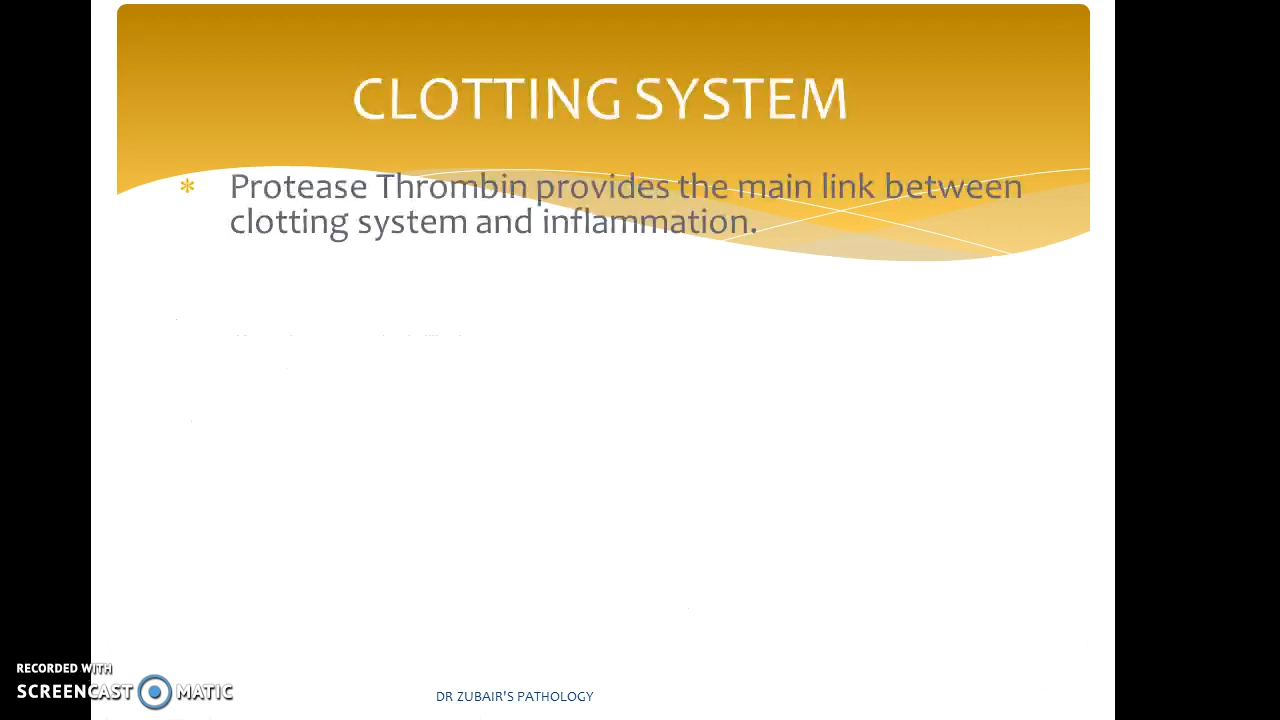 CLOTTING SYSTEM
* Protease Thrombin provides the main link between
clotting system and inflammation.
RECORDED WITH
SCREENCAST MATIC
DR ZUBAIR'S PATHOLOGY